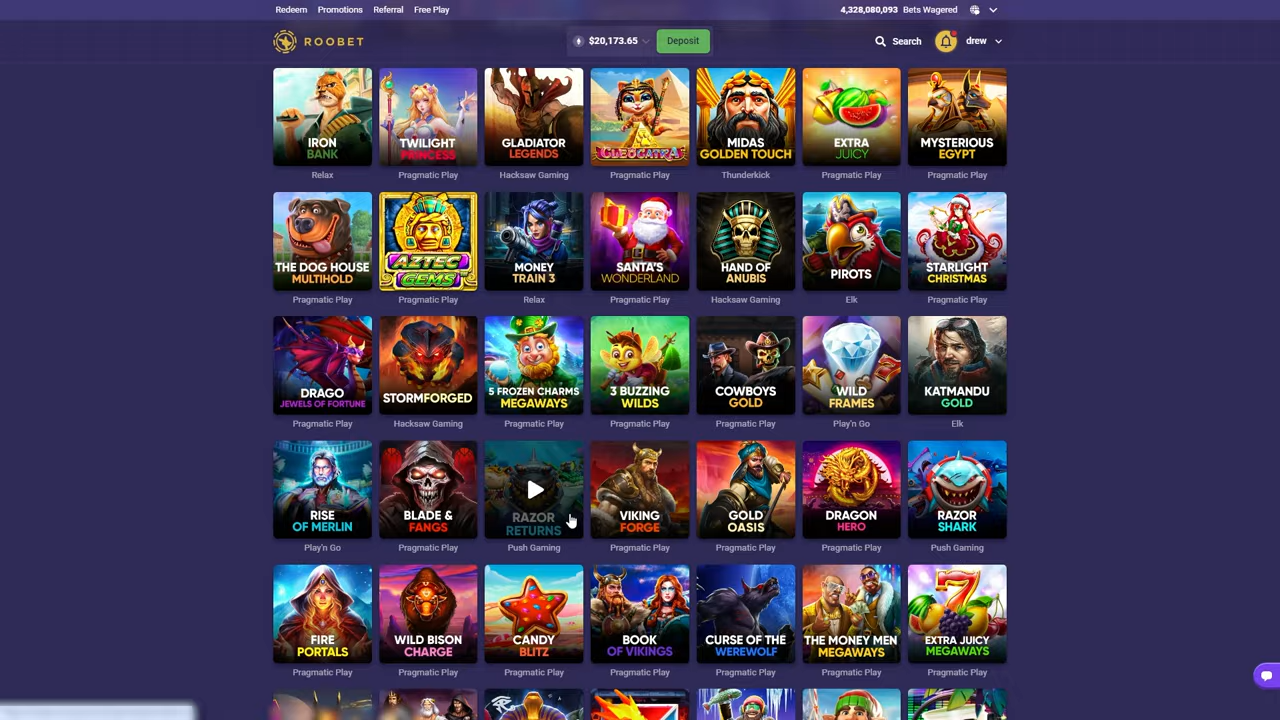 Redeem Promotions Referral Free Play 4,328,080,093 Bets Wagered
ROOBET $20,173.65 Deposit Search drew
IRON BANK
TWILIGHT PRINCESS
GLADIATOR LEGENDS
CLEOCATRA
MIDAS GOLDEN TOUCH
EXTRA JUICY
MYSTERIOUS EGYPT
Relax Pragmatic Play Hacksaw Gaming Pragmatic Play Thunderkick Pragmatic Play Pragmatic Play
THE DOG HOUSE MULTIHOLD
AZTEC GEMS
MONEY TRAIN 3
SANTA'S WONDERLAND
HAND OF ANUBIS
PIROTS
STARLIGHT CHRISTMAS
Pragmatic Play Pragmatic Play Relax Pragmatic Play Hacksaw Gaming Elk Pragmatic Play
DRAGO JEWELS OF FORTUNE
STORMFORGED
5 FROZEN CHARMS MEGAWAYS
3 BUZZING WILDS
COWBOYS GOLD
WILD FRAMES
KATMANDU GOLD
Pragmatic Play Hacksaw Gaming Pragmatic Play Pragmatic Play Pragmatic Play Play'n Go Elk
RISE OF MERLIN
BLADE & FANGS
RAZOR RETURNS
VIKING FORGE
GOLD OASIS
DRAGON HERO
RAZOR SHARK
Play'n Go Pragmatic Play Push Gaming Pragmatic Play Pragmatic Play Pragmatic Play Push Gaming
FIRE PORTALS
WILD BISON CHARGE
CANDY BLITZ
BOOK OF VIKINGS
CURSE OF THE WEREWOLF
THE MONEY MEN MEGAWAYS
EXTRA JUICY MEGAWAYS
Pragmatic Play Pragmatic Play Pragmatic Play Pragmatic Play Pragmatic Play Pragmatic Play Pragmatic Play